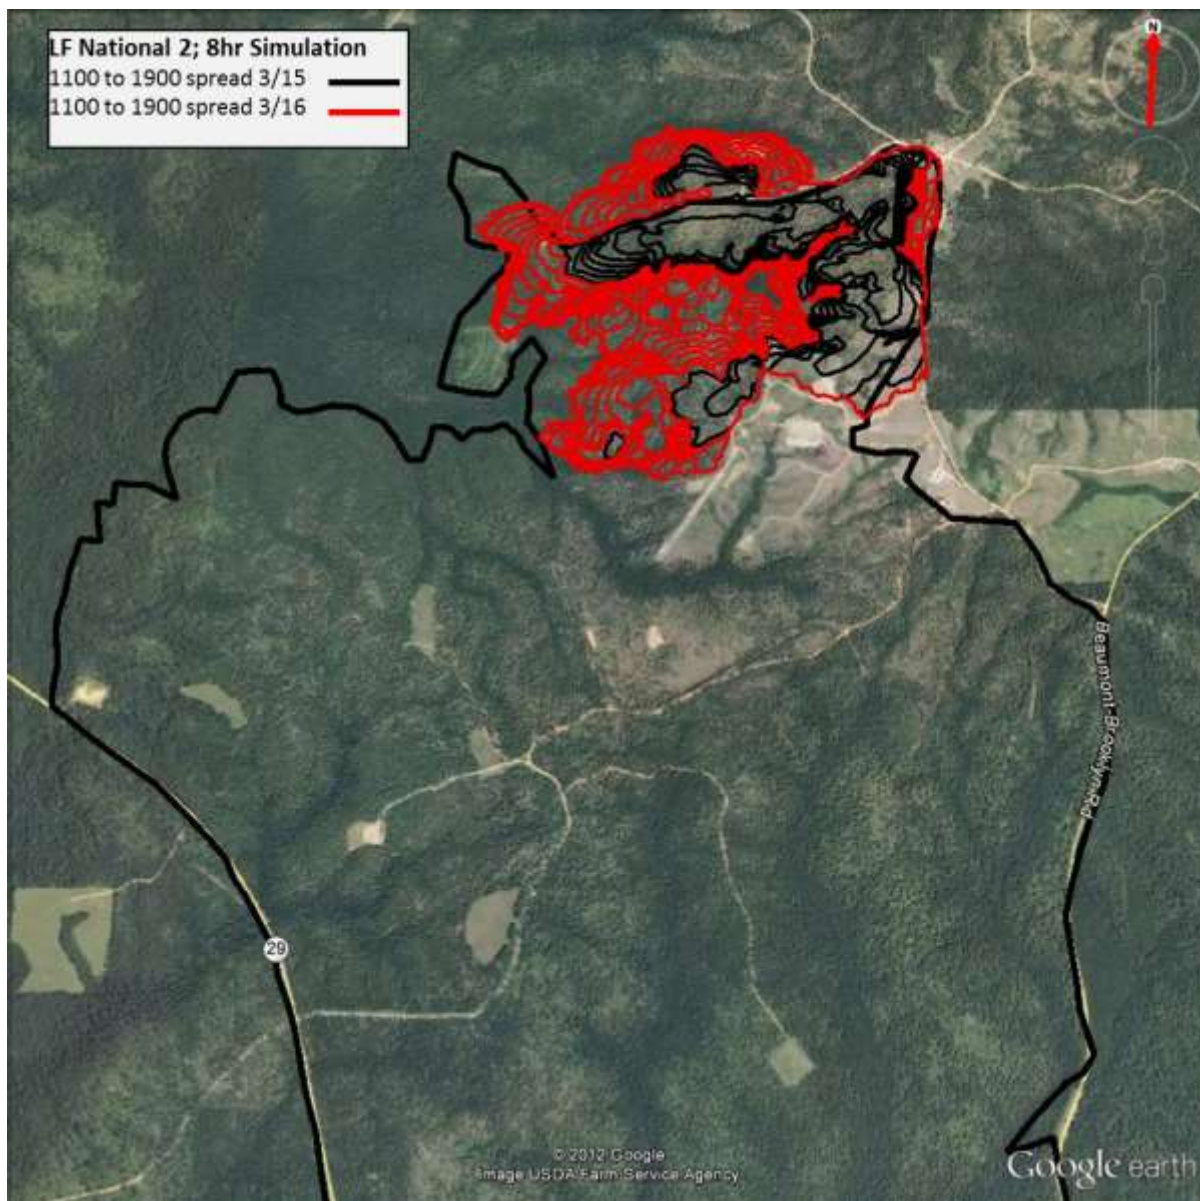 LF National 2; 8hr Simulation
1100 to 1900 spread 3/15
1100 to 1900 spread 3/16
N
Beaumont-Brooklyn Rd
29
© 2012 Google
Image USDA Farm Service Agency
Google earth